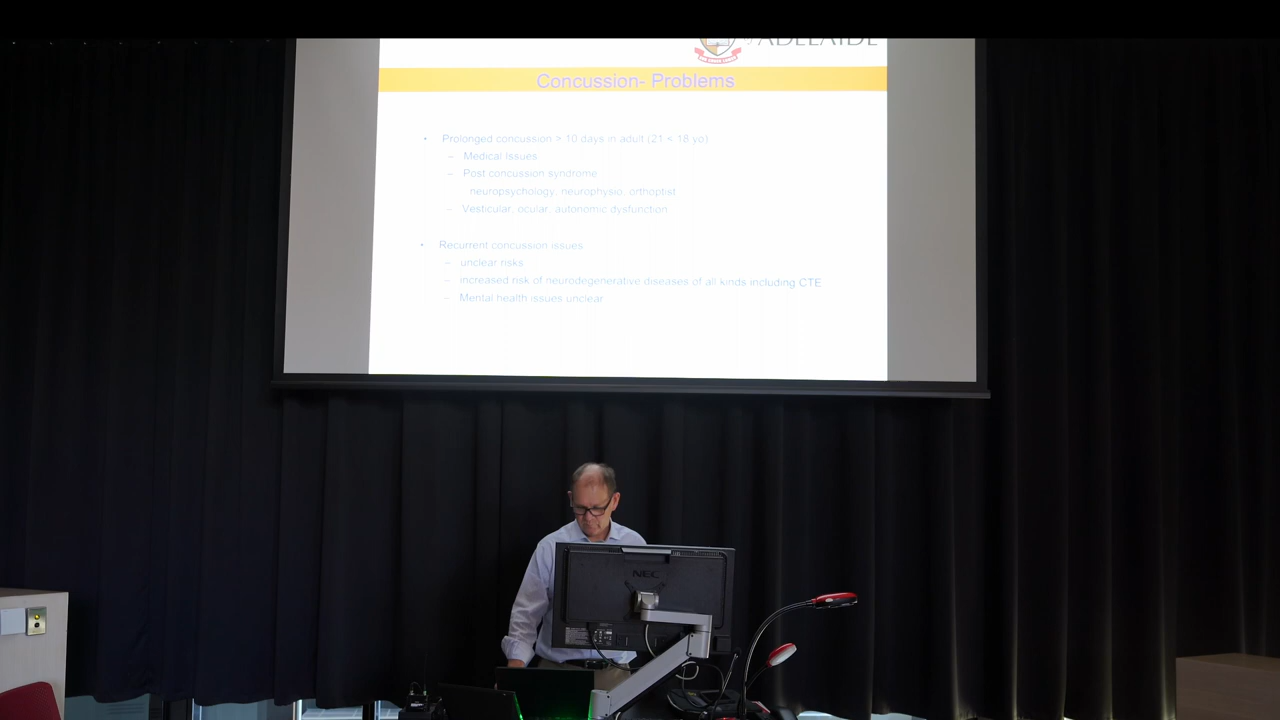 ADELAIDE
Concussion- Problems
• Prolonged concussion > 10 days in adult (21 < 18 yo)
– Medical Issues
– Post concussion syndrome
neuropsychology, neurophysio, orthoptist
– Vesticular, ocular, autonomic dysfunction
• Recurrent concussion issues
– unclear risks
– increased risk of neurodegenerative diseases of all kinds including CTE
– Mental health issues unclear
NEC